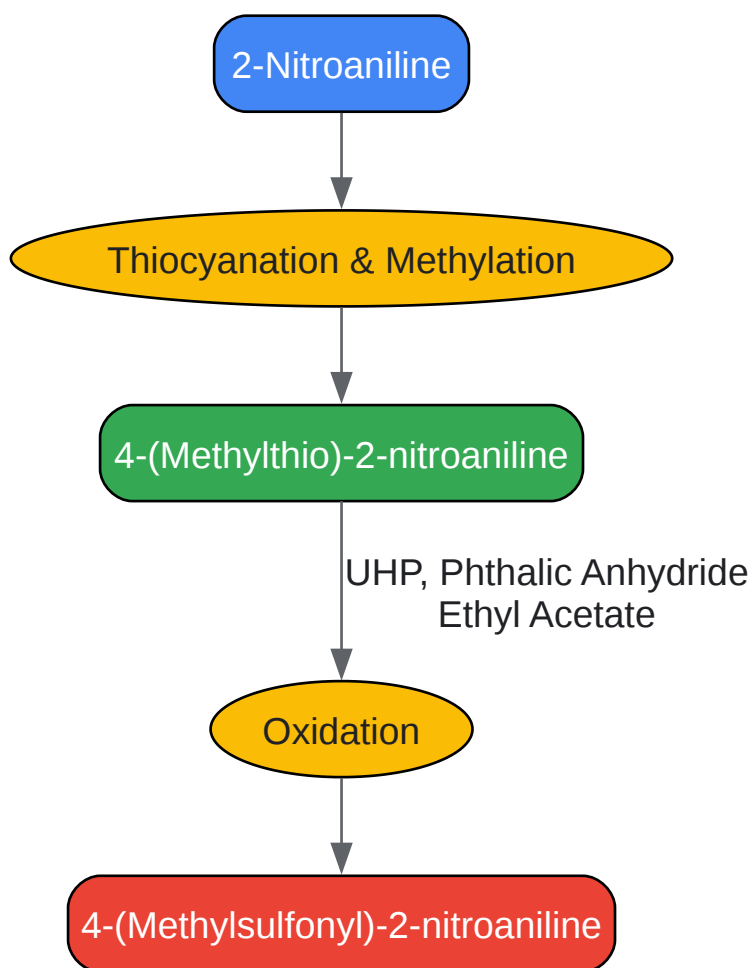 2-Nitroaniline
Thiocyanation & Methylation
4-(Methylthio)-2-nitroaniline
UHP, Phthalic Anhydride
Ethyl Acetate
Oxidation
4-(Methylsulfonyl)-2-nitroaniline